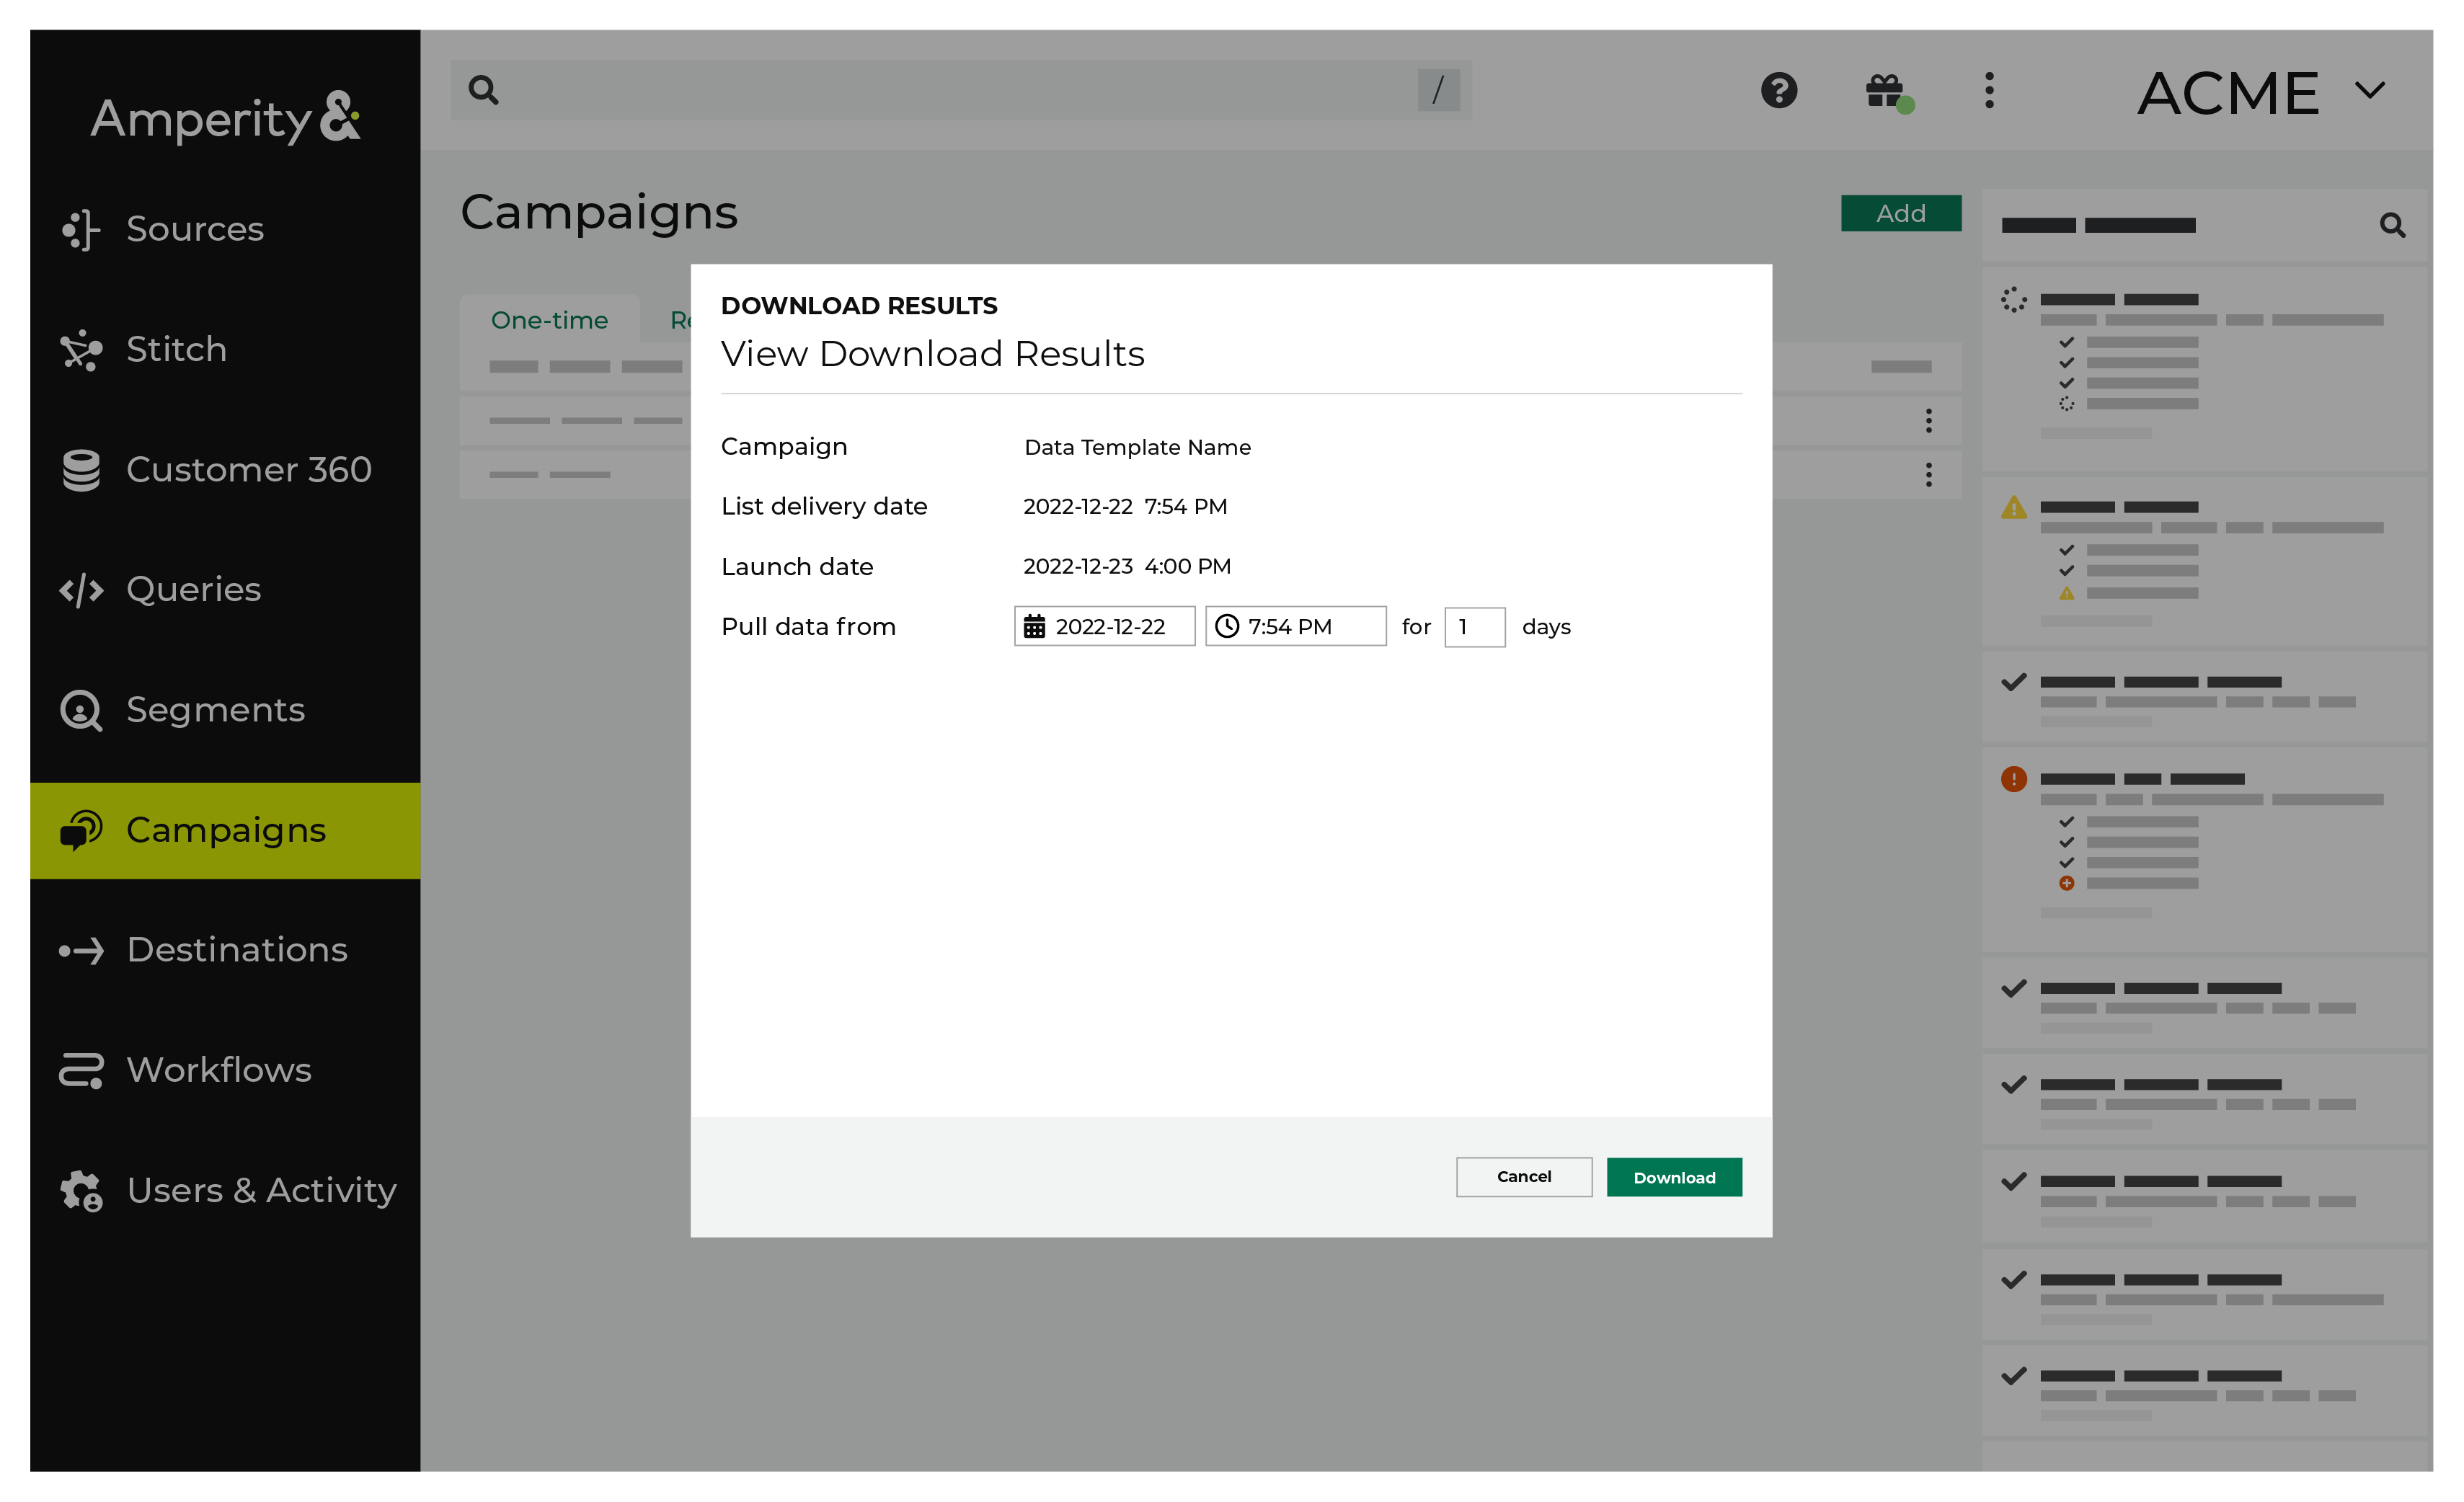 Amperity&
Sources
Stitch
Customer 360
Queries
Segments
Campaigns
Destinations
Workflows
Users & Activity
/
ACME
Campaigns
Add
One-time
DOWNLOAD RESULTS
View Download Results
Campaign Data Template Name
List delivery date 2022-12-22 7:54 PM
Launch date 2022-12-23 4:00 PM
Pull data from 2022-12-22 7:54 PM for 1 days
Cancel Download